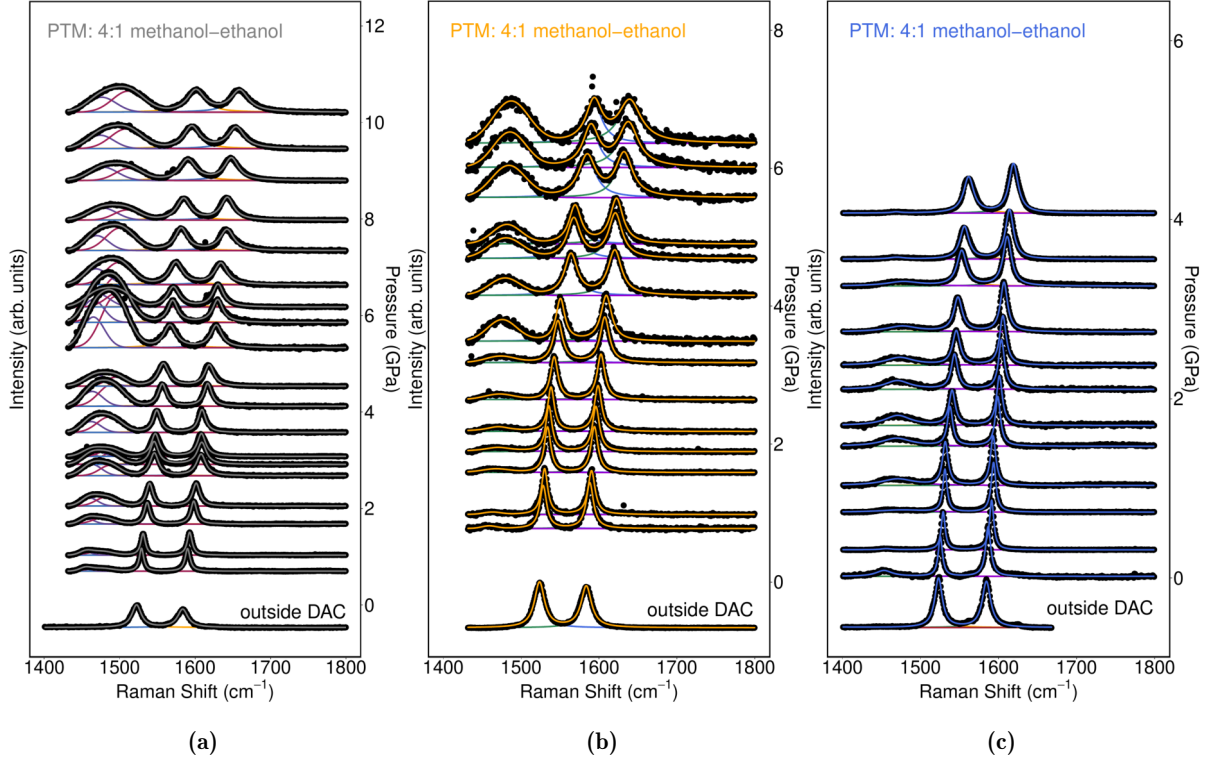 PTM: 4:1 methanol−ethanol
Intensity (arb. units)
12
10
8
6
4
2
0
Pressure (GPa)
outside DAC
1400 1500 1600 1700 1800
Raman Shift (cm⁻¹)
(a)
PTM: 4:1 methanol−ethanol
Intensity (arb. units)
8
6
4
2
0
Pressure (GPa)
outside DAC
1400 1500 1600 1700 1800
Raman Shift (cm⁻¹)
(b)
PTM: 4:1 methanol−ethanol
Intensity (arb. units)
6
4
2
0
Pressure (GPa)
outside DAC
1400 1500 1600 1700 1800
Raman Shift (cm⁻¹)
(c)